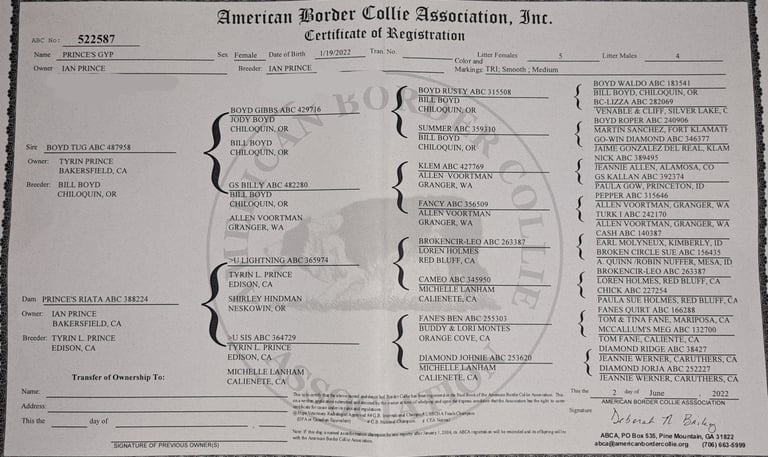 American Border Collie Association, Inc.
Certificate of Registration
ABC No: 522587
Name PRINCE'S GYP Sex Female Date of Birth 1/19/2022 Tran. No. Litter Females 5 Litter Males 4
Owner IAN PRINCE Breeder: IAN PRINCE Color and Markings: TRI; Smooth ; Medium
Sire BOYD TUG ABC 487958
Owner: TYRIN PRINCE
BAKERSFIELD, CA
Breeder: BILL BOYD
CHILOQUIN, OR
Dam PRINCE'S RIATA ABC 388224
Owner: IAN PRINCE
BAKERSFIELD, CA
Breeder: TYRIN L. PRINCE
EDISON, CA
BOYD GIBBS ABC 429716
JODY BOYD
CHILOQUIN, OR
BILL BOYD
CHILOQUIN, OR
GS BILLY ABC 482280
BILL BOYD
CHILOQUIN, OR
ALLEN VOORTMAN
GRANGER, WA
>U LIGHTNING ABC 365974
TYRIN L. PRINCE
EDISON, CA
SHIRLEY HINDMAN
NESKOWIN, OR
>U SIS ABC 364729
TYRIN L. PRINCE
EDISON, CA
MICHELLE LANHAM
CALIENETE, CA
BOYD RUSTY ABC 315508
BILL BOYD
CHILOQUIN, OR
SUMMER ABC 359310
BILL BOYD
CHILOQUIN, OR
KLEM ABC 427769
ALLEN VOORTMAN
GRANGER, WA
FANCY ABC 356509
ALLEN VOORTMAN
GRANGER, WA
BROKENCIR-LEO ABC 263387
LOREN HOLMES
RED BLUFF, CA
CAMEO ABC 345950
MICHELLE LANHAM
CALIENETE, CA
FANE'S BEN ABC 255303
BUDDY & LORI MONTES
ORANGE COVE, CA
DIAMOND JOHNIE ABC 253620
MICHELLE LANHAM
CALIENETE, CA
BOYD WALDO ABC 183541
BILL BOYD, CHILOQUIN, OR
BC-LIZZA ABC 282069
VENABLE & CLIFF, SILVER LAKE, C
BOYD ROPER ABC 240906
MARTIN SANCHEZ, FORT KLAMATH
GO-WIN DIAMOND ABC 346377
JAIME GONZALEZ DEL REAL, KLAM
NICK ABC 389495
JEANNIE ALLEN, ALAMOSA, CO
GS KALLAN ABC 392374
PAULA GOW, PRINCETON, ID
PEPPER ABC 315646
ALLEN VOORTMAN, GRANGER, WA
TURK I ABC 242170
ALLEN VOORTMAN, GRANGER, WA
CASH ABC 140387
EARL MOLYNEUX, KIMBERLY, ID
BROKEN CIRCLE SUE ABC 156435
A. QUINN /ROBIN NUFFER, MESA, ID
BROKENCIR-LEO ABC 263387
LOREN HOLMES, RED BLUFF, CA
CHICK ABC 227254
PAULA SUE HOLMES, RED BLUFF, CA
FANES QUIRT ABC 166288
TOM & TINA FANE, MARIPOSA, CA
MCCALLUM'S MEG ABC 132700
TOM FANE, CALIENTE, CA
DIAMOND RIDGE ABC 38427
JEANNIE WERNER, CARUTHERS, CA
DIAMOND JORJA ABC 252227
JEANNIE WERNER, CARUTHERS, CA
Transfer of Ownership To:
Name:
Address:
This the day of ,
SIGNATURE OF PREVIOUS OWNER(S)
This the 2 day of June , 2022
AMERICAN BORDER COLLIE ASSSOCIATION
Signature Deborah N Bailey
ABCA, PO Box 535, Pine Mountain, GA 31822
abca@americanbordercollie.org (706) 663-5999
AMERICAN BORDER COLLIE
ASSOCIATION